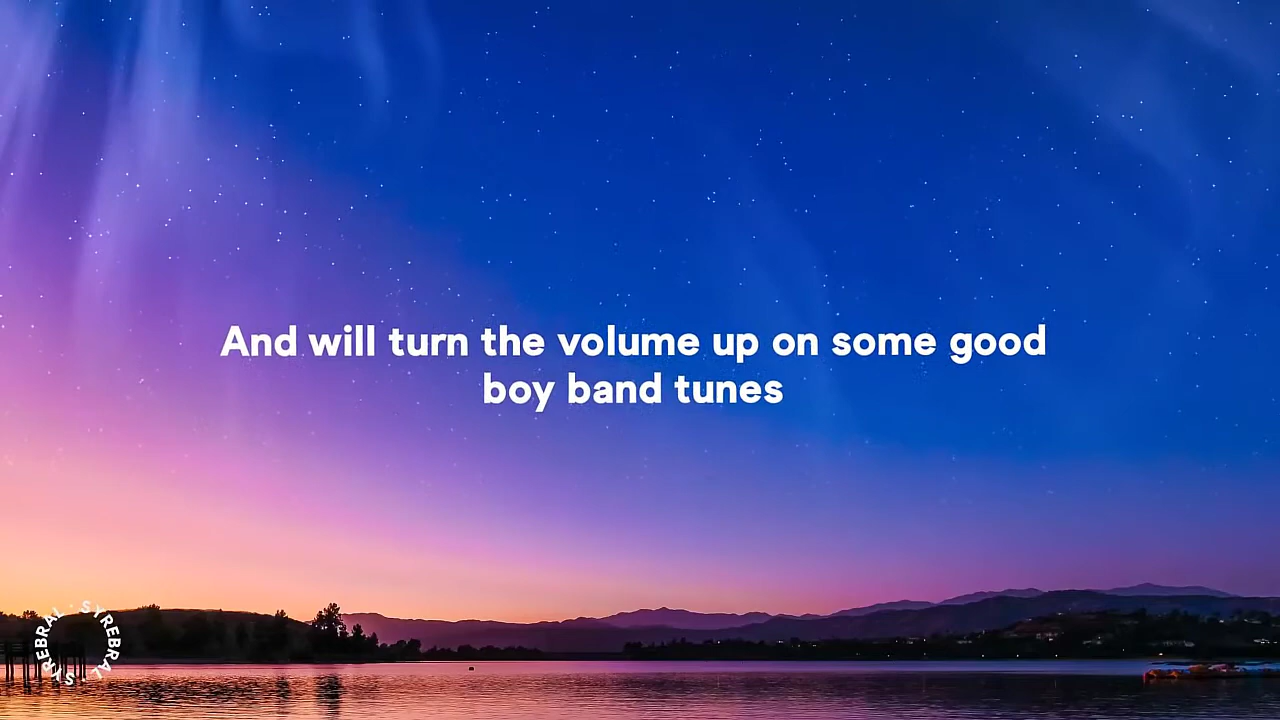 And will turn the volume up on some good
boy band tunes
SYREBRAL · SYREBRAL